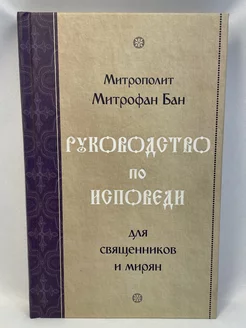 Митрополит
Митрофан Бан
РУКОВОДСТВО
ПО
ИСПОВЕДИ
для
священников
и мирян